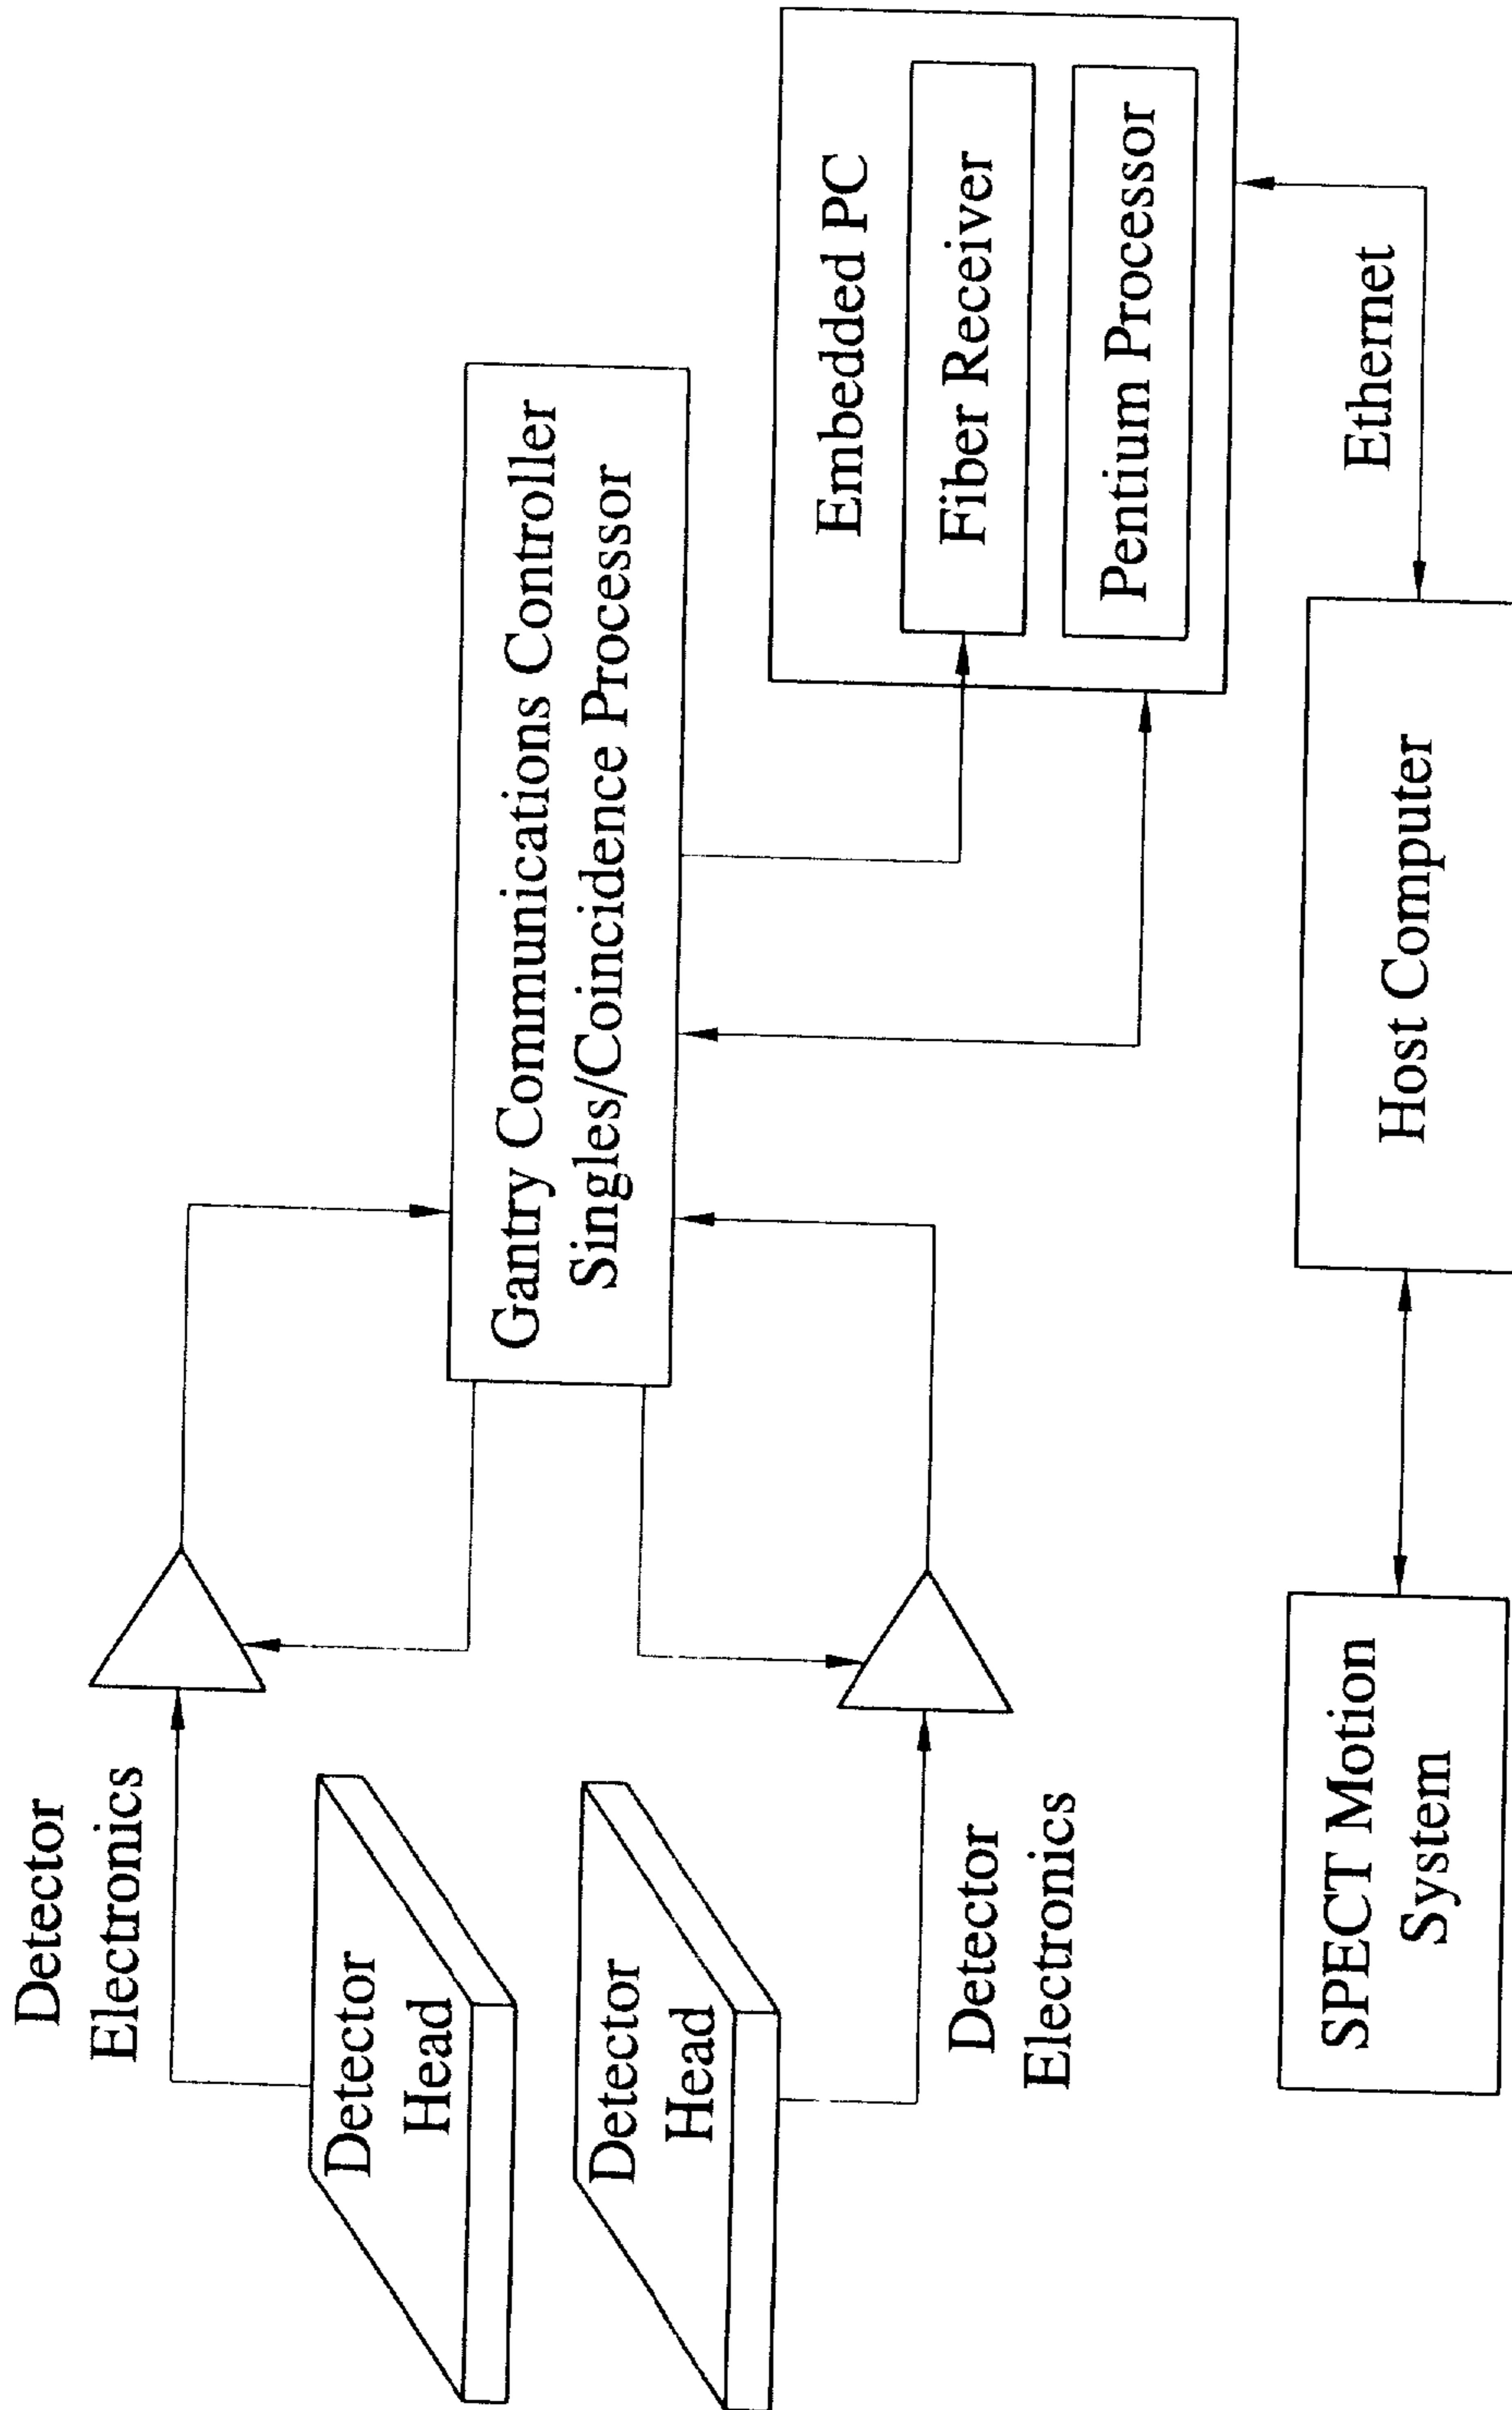 Detector
Electronics
Detector
Head
Detector
Head
Detector
Electronics
Gantry Communications Controller
Singles/Coincidence Processor
Embedded PC
Fiber Receiver
Pentium Processor
Ethernet
SPECT Motion
System
Host Computer